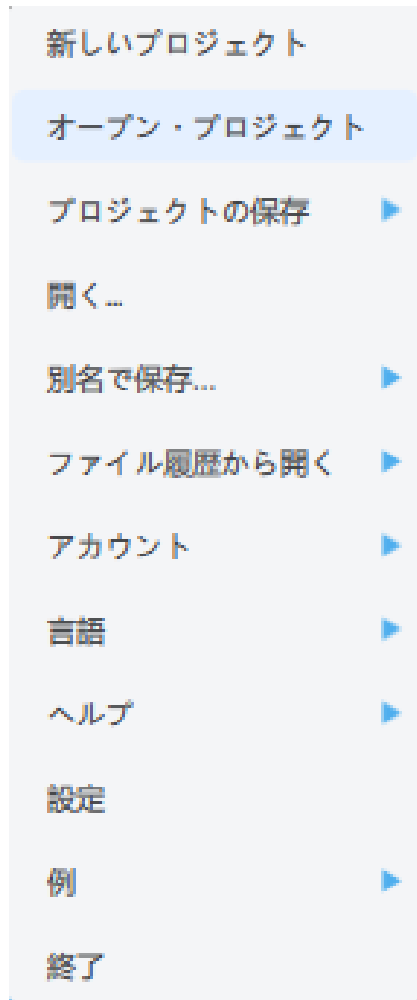 新しいプロジェクト
オープン・プロジェクト
プロジェクトの保存
開く...
別名で保存...
ファイル履歴から開く
アカウント
言語
ヘルプ
設定
例
終了